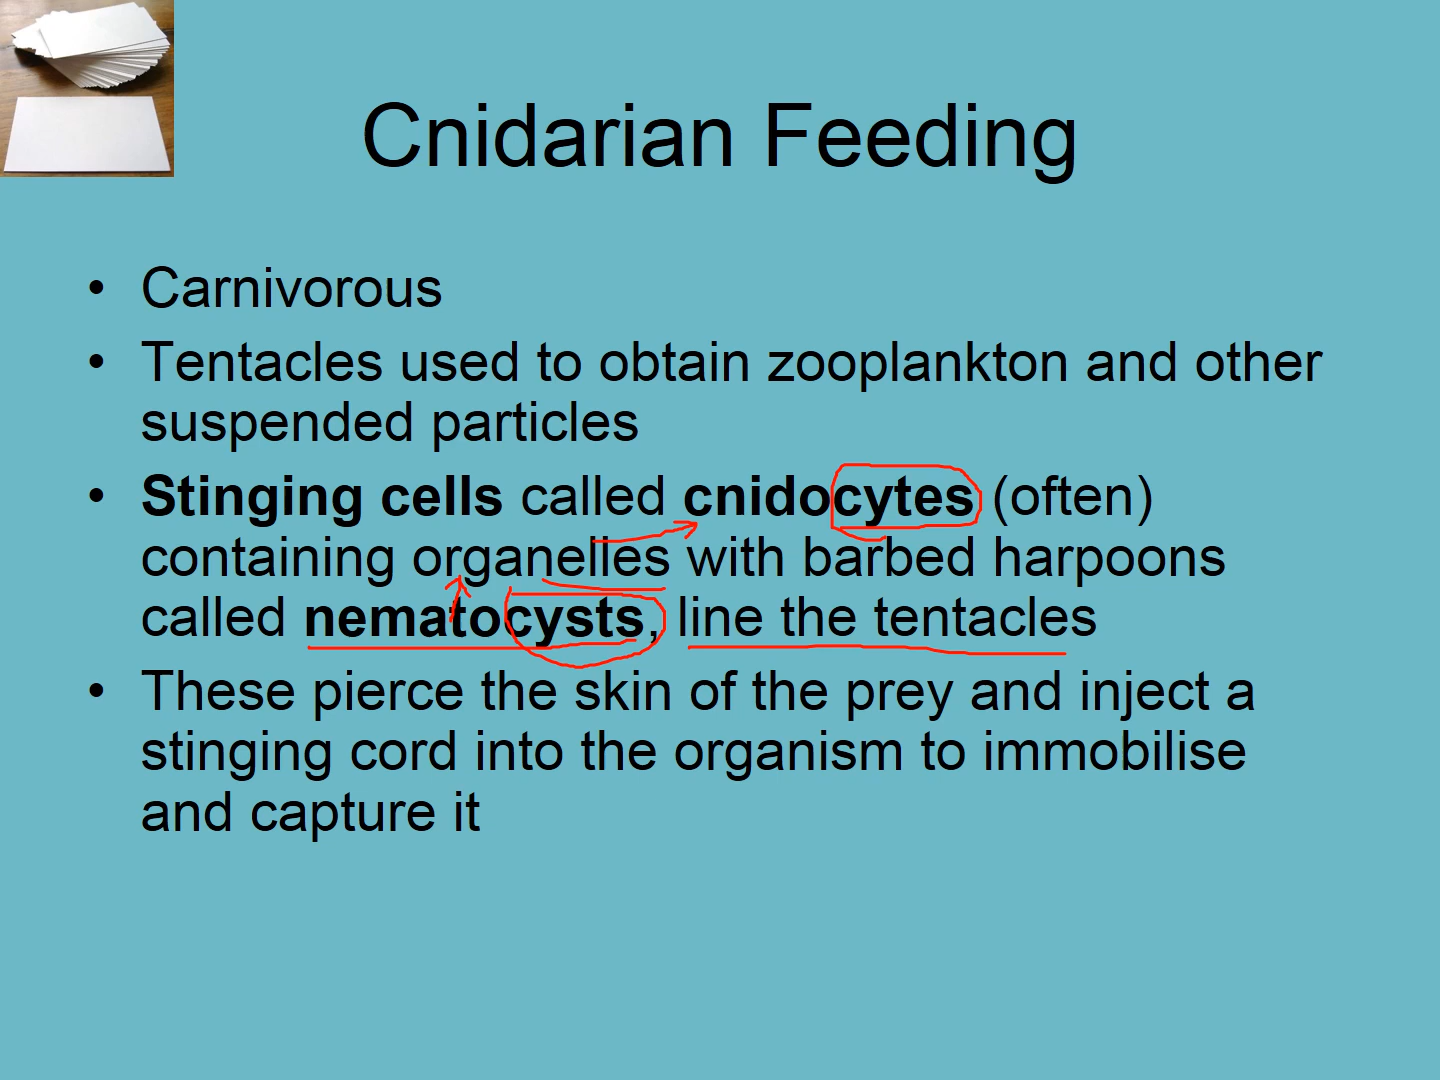 Cnidarian Feeding
• Carnivorous
• Tentacles used to obtain zooplankton and other
suspended particles
• Stinging cells called cnidocytes (often)
containing organelles with barbed harpoons
called nematocysts, line the tentacles
• These pierce the skin of the prey and inject a
stinging cord into the organism to immobilise
and capture it